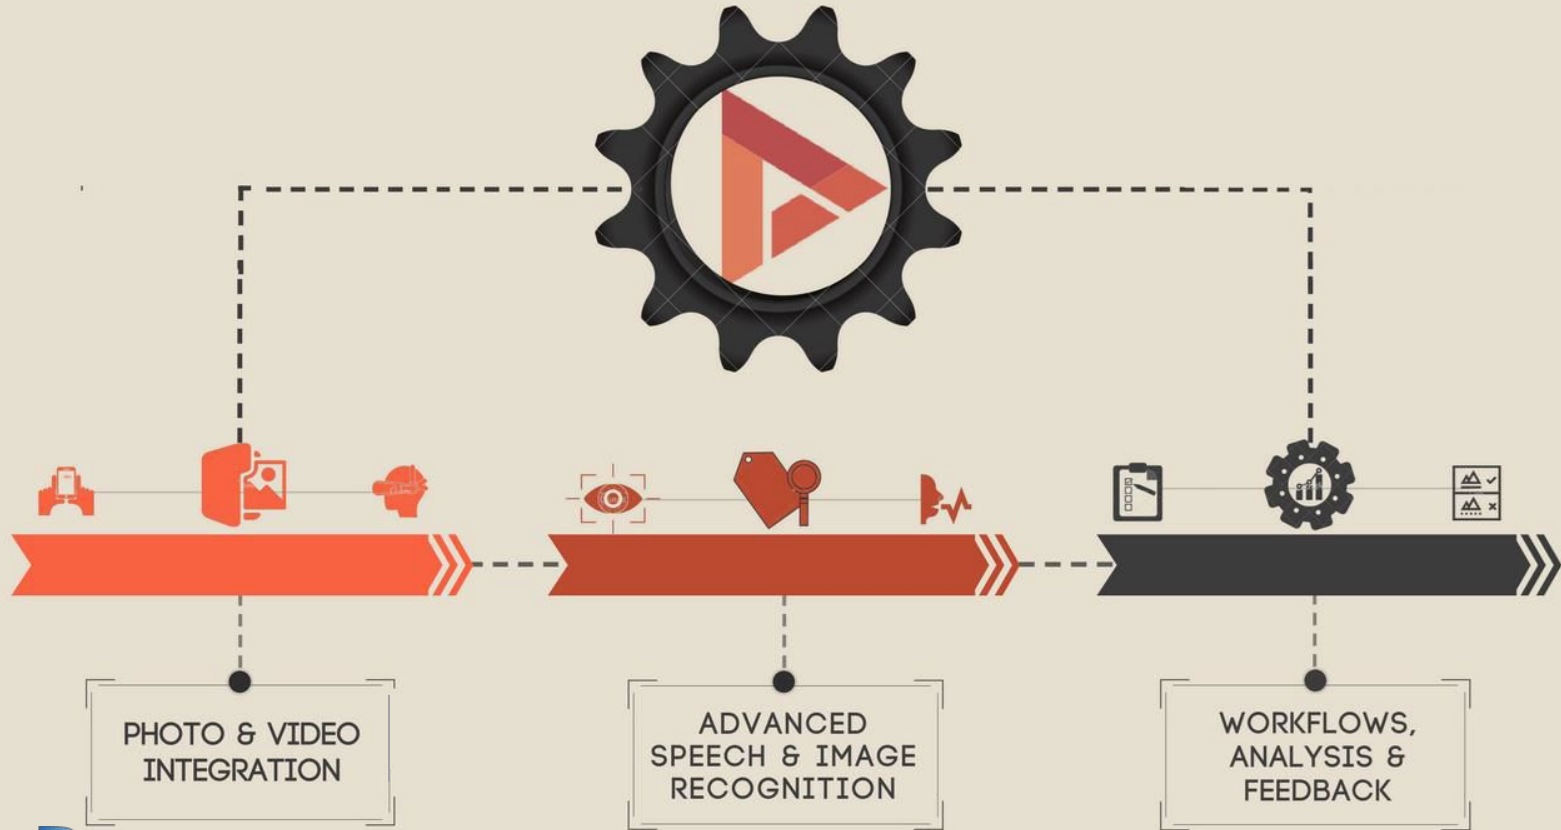 PHOTO & VIDEO
INTEGRATION
ADVANCED
SPEECH & IMAGE
RECOGNITION
WORKFLOWS,
ANALYSIS &
FEEDBACK